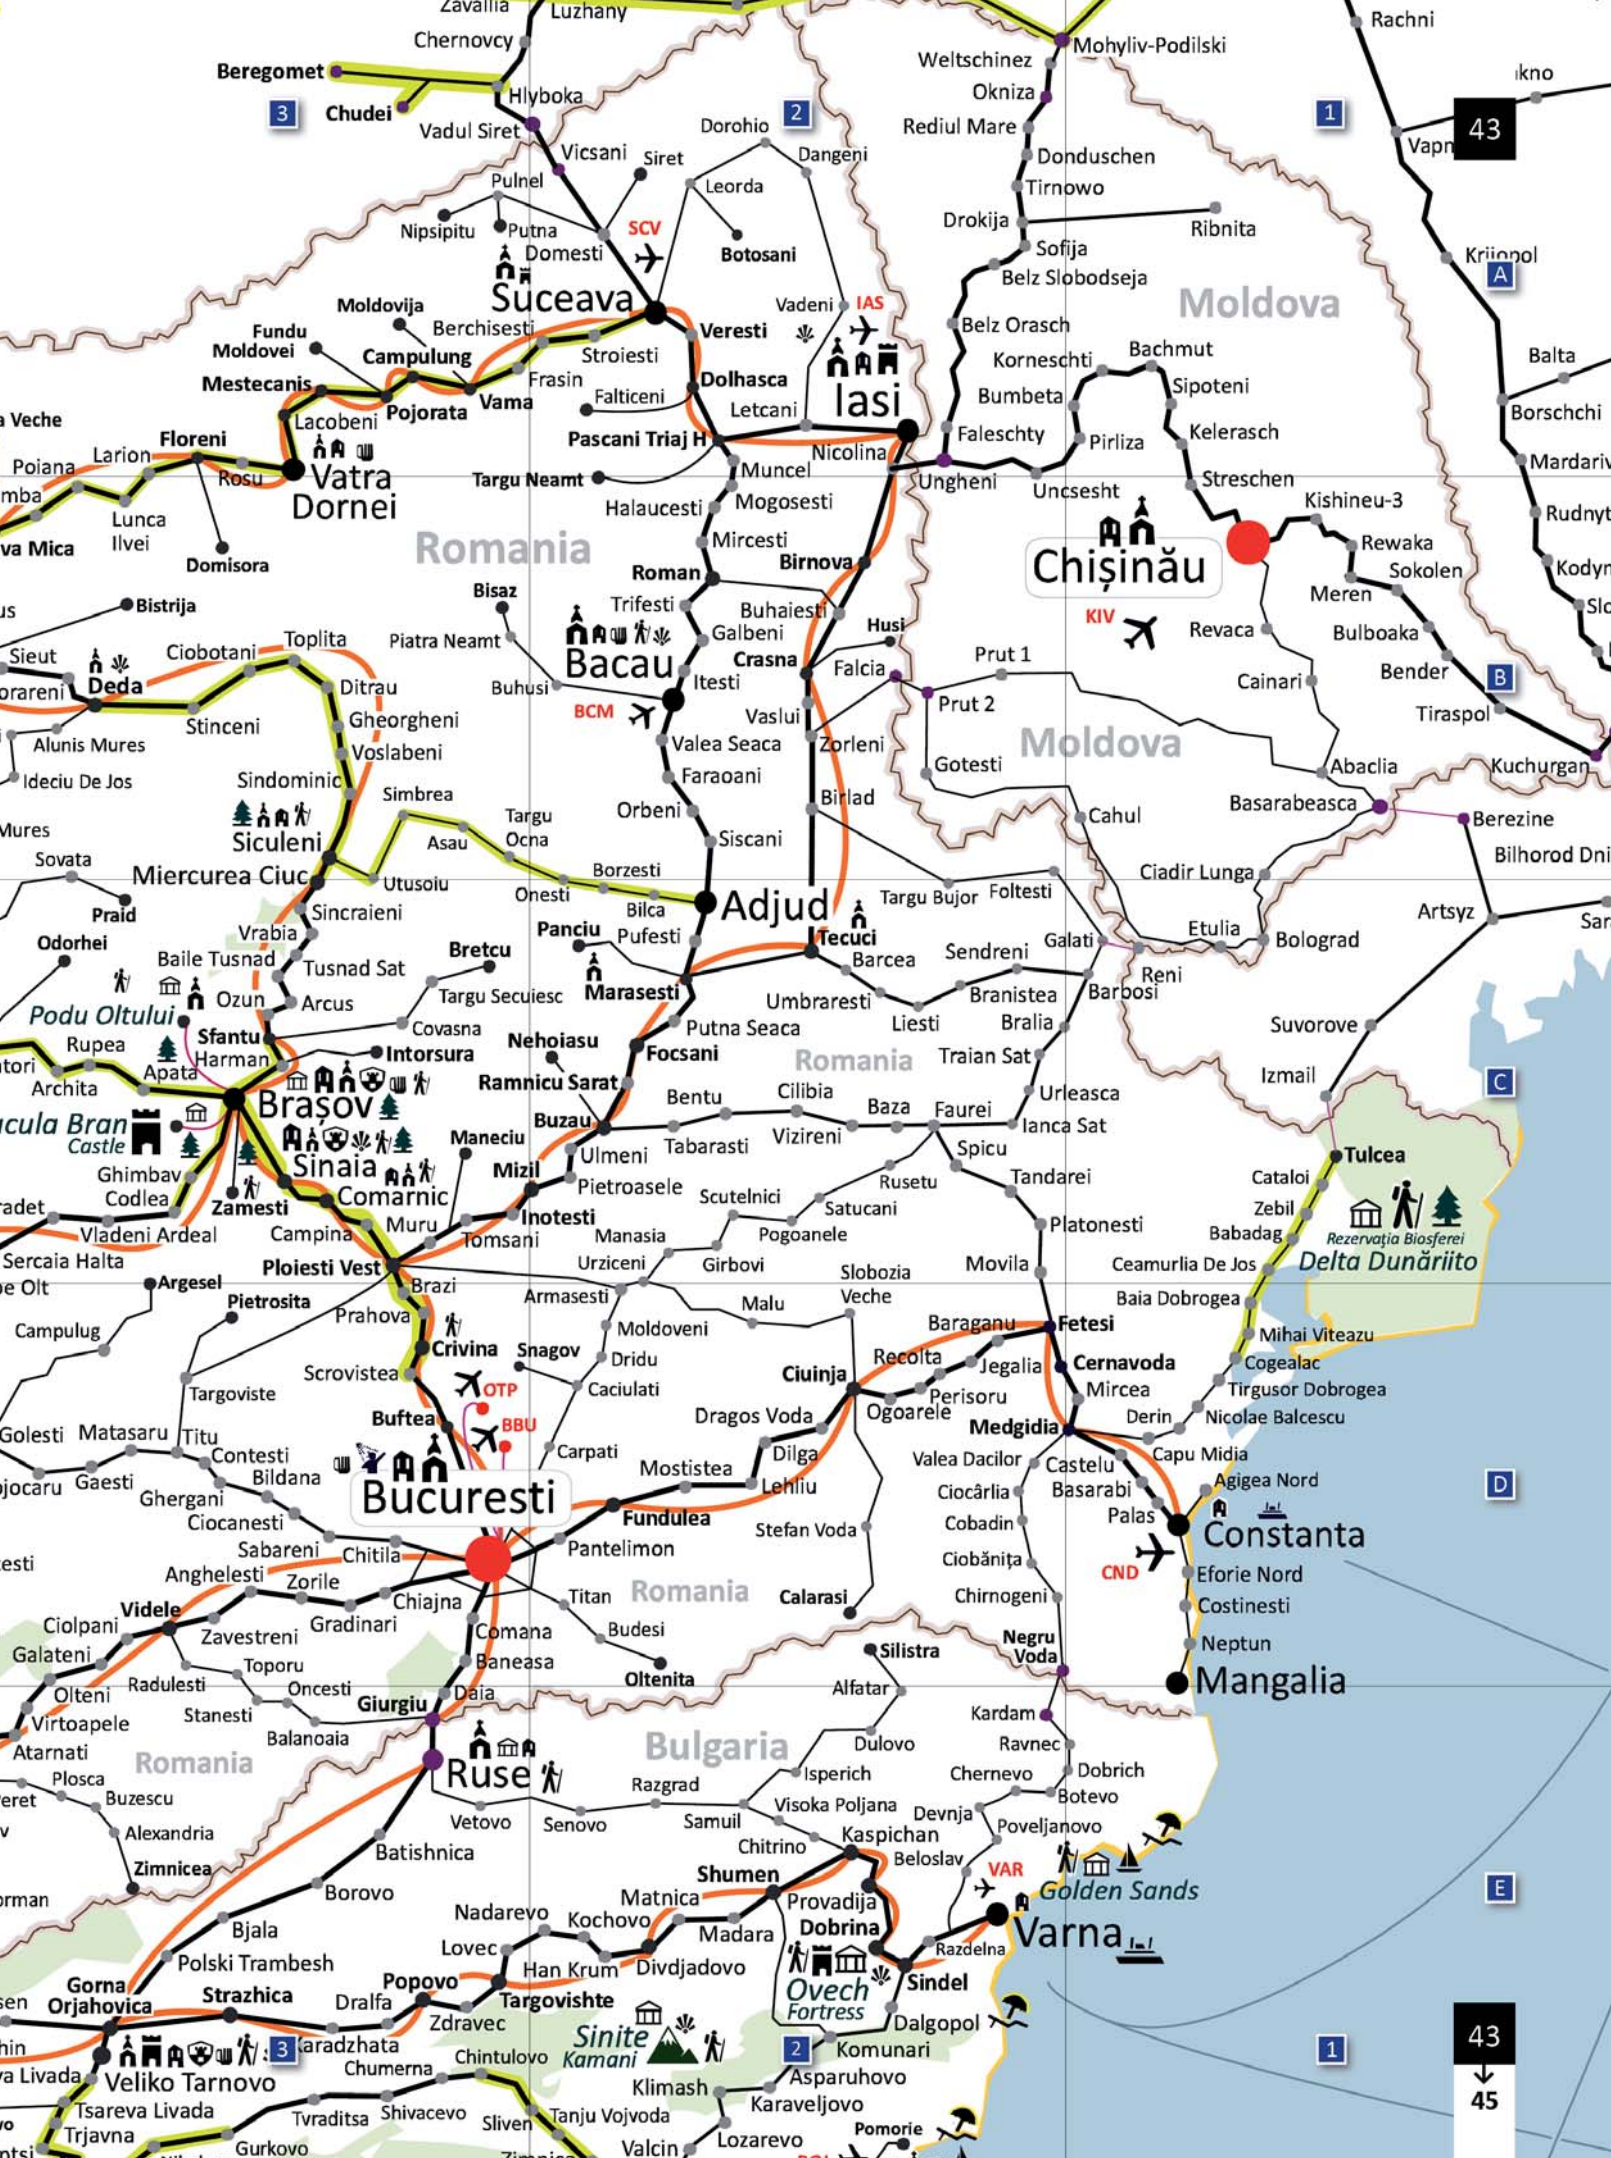 Zavallia
Luzhany
Rachni
Chernovcy
Mohyliv-Podilski
Weltschinez
Beregomet
Okniza
Hlyboka
Chudei
3
2
1
43
Vadul Siret
Dorohio
Rediul Mare
Vicsani
Siret
Dangeni
Donduschen
Pulnel
Leorda
Tirnowo
Nipsipitu
Putna
SCV
Drokija
Ribnita
Domesti
Botosani
Sofija
A
Belz Slobodseja
Suceava
Moldovija
Vadeni
IAS
Moldova
Fundu
Moldovei
Berchisesti
Veresti
Belz Orasch
Campulung
Stroiesti
Korneschti
Bachmut
Balta
Mestecanis
Frasin
Dolhasca
Sipoteni
Lacobeni
Pojorata
Vama
Falticeni
Letcani
Iasi
Bumbeta
Borschchi
a Veche
Floreni
Pascani Triaj H
Faleschty
Pirliza
Kelerasch
Larion
Nicolina
Poiana
Rosu
Vatra
Dornei
Targu Neamt
Muncel
Ungheni
Uncsesht
Streschen
mba
Mogosesti
Kishineu-3
Lunca
Ilvei
Halaucesti
va Mica
Domisora
Romania
Mircesti
Birnova
Chișinău
Rewaka
Sokolen
Roman
Meren
Bistrija
Bisaz
Trifesti
Buhaiesti
KIV
Revaca
Bulboaka
Toplita
Piatra Neamt
Galbeni
Husi
Sieut
Ciobotani
Bacau
Crasna
Falcia
Prut 1
Bender
B
Deda
Ditrau
Buhusi
Itesti
Cainari
Stinceni
Gheorgheni
BCM
Vaslui
Prut 2
Tiraspol
Alunis Mures
Voslabeni
Valea Seaca
Zorleni
Moldova
Ideciu De Jos
Sindominic
Simbrea
Faraoani
Gotesti
Abaclia
Kuchurgan
Orbeni
Birlad
Basarabeasca
Berezine
Mures
Siculeni
Targu
Ocna
Asau
Siscani
Cahul
Bilhorod Dni
Sovata
Miercurea Ciuc
Utusoiu
Borzesti
Onesti
Bilca
Adjud
Targu Bujor
Foltesti
Ciadir Lunga
Praid
Sincraieni
Artsyz
Odorhei
Vrabia
Panciu
Pufesti
Tecuci
Galati
Etulia
Bolograd
Baile Tusnad
Bretcu
Sendreni
Tusnad Sat
Barcea
Reni
Ozun
Arcus
Targu Secuiesc
Marasesti
Umbraresti
Branistea
Barbosi
Podu Oltului
Liesti
Sfantu
Covasna
Putna Seaca
Bralia
Suvorove
Rupea
Harman
Intorsura
Nehoiasu
Focsani
Romania
Traian Sat
Archita
Apata
Ramnicu Sarat
Izmail
C
Brașov
Bentu
Cilibia
Urleasca
Bran
Castle
Buzau
Baza
Faurei
Tabarasti
Vizireni
Ianca Sat
Maneciu
Ulmeni
Tulcea
Sinaia
Spicu
Ghimbav
Mizil
Pietroasele
Rusetu
Tandarei
Cataloi
Codlea
Zamesti
Comarnic
Scutelnici
Satucani
Zebil
Vladeni Ardeal
Campina
Muru
Inotesti
Pogoanele
Platonesti
Babadag
Rezervația Biosferei
Delta Dunăriito
Sercaia Halta
Tomsani
Manasia
Ploiesti Vest
Urziceni
Girbovi
Movila
Ceamurlia De Jos
pe Olt
Argesel
Brazi
Armasesti
Slobozia
Veche
Baia Dobrogea
Pietrosita
Prahova
Malu
Campulug
Moldoveni
Baraganu
Fetesi
Mihai Viteazu
Crivina
Snagov
Dridu
Recolta
Cernavoda
Cogealac
Scrovistea
Ciuinja
Jegalia
Targoviste
OTP
Caciulati
Perisoru
Mircea
Tirgusor Dobrogea
Buftea
BBU
Ogoarele
Dragos Voda
Medgidia
Derin
Nicolae Balcescu
Golesti
Matasaru
Titu
Carpati
Dilga
Valea Dacilor
Capu Midia
Contesti
Castelu
Gaesti
Bildana
Mostistea
Lehliu
Ciocârlia
Basarabi
Agigea Nord
D
Ghergani
Bucuresti
Ciocanesti
Fundulea
Stefan Voda
Cobadin
Palas
Constanta
Sabareni
Chitila
Pantelimon
Ciobănița
CND
Anghelesti
Zorile
Eforie Nord
Chiajna
Titan
Romania
Calarasi
Chirnogeni
Costinesti
Videle
Gradinari
Ciolpani
Comana
Budesi
Zavestreni
Negru
Voda
Neptun
Galateni
Toporu
Baneasa
Oltenita
Silistra
Mangalia
Olteni
Radulesti
Oncesti
Giurgiu
Daia
Alfatar
Virtoapele
Stanesti
Kardam
Atarnati
Balanoaia
Bulgaria
Dulovo
Ravnec
Romania
Plosca
Ruse
Isperich
Chernevo
Dobrich
Buzescu
Razgrad
Botevo
Vetovo
Senovo
Samuil
Visoka Poljana
Devnja
Alexandria
Chitrino
Kaspichan
Poveljanovo
Batishnica
Beloslav
Zimnicea
Shumen
VAR
Borovo
Matnica
Provadija
Golden Sands
E
Bjala
Nadarevo
Kochovo
Madara
Dobrina
Varna
Polski Trambesh
Lovec
Razdelna
Han Krum
Divdjadovo
Gorna
Orjahovica
Strazhica
Popovo
Targovishte
Ovech
Fortress
Sindel
Dralfa
Zdravec
Dalgopol
Karadzhata
Sinite
Kamani
43
45
3
2
1
Komunari
Veliko Tarnovo
Chumerna
Chintulovo
Asparuhovo
va Livada
Klimash
Tsareva Livada
Tvraditsa
Shivacevo
Karaveljovo
Trjavna
Sliven
Tanju Vojvoda
Pomorie
Gurkovo
Valcin
Lozarevo